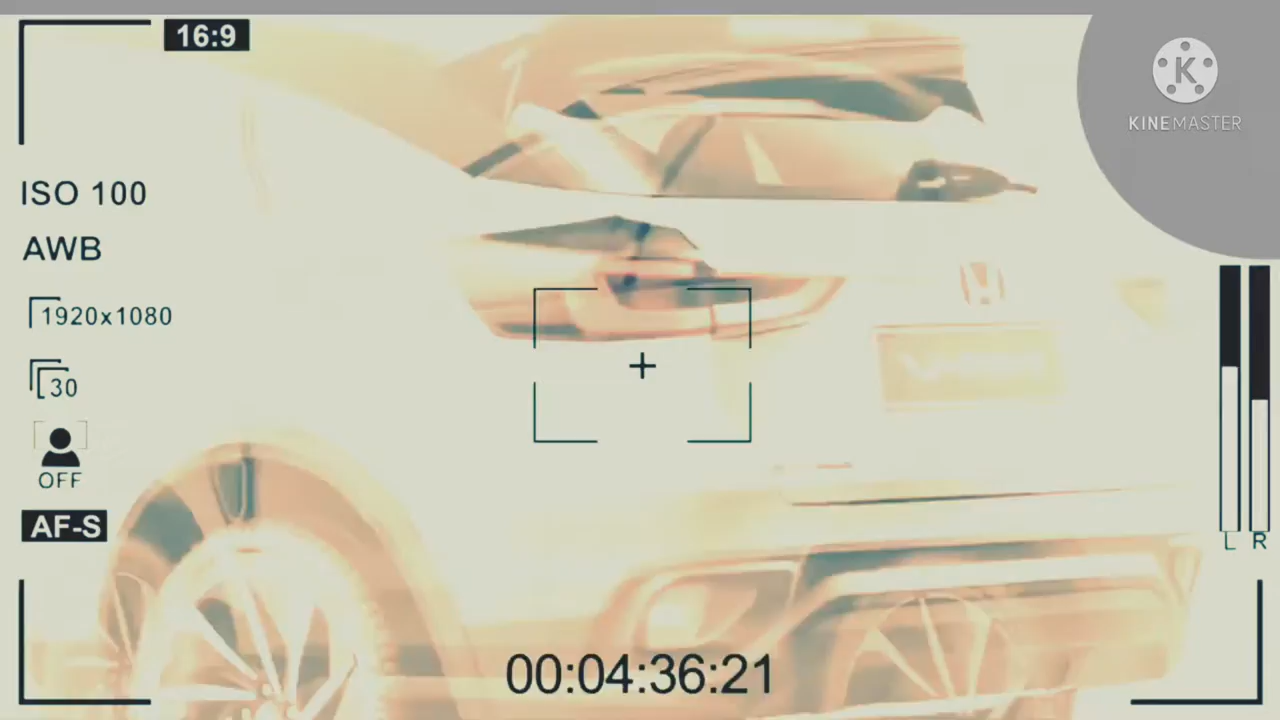 16:9
KINEMASTER
ISO 100
AWB
1920x1080
30
OFF
AF-S
L R
00:04:36:21